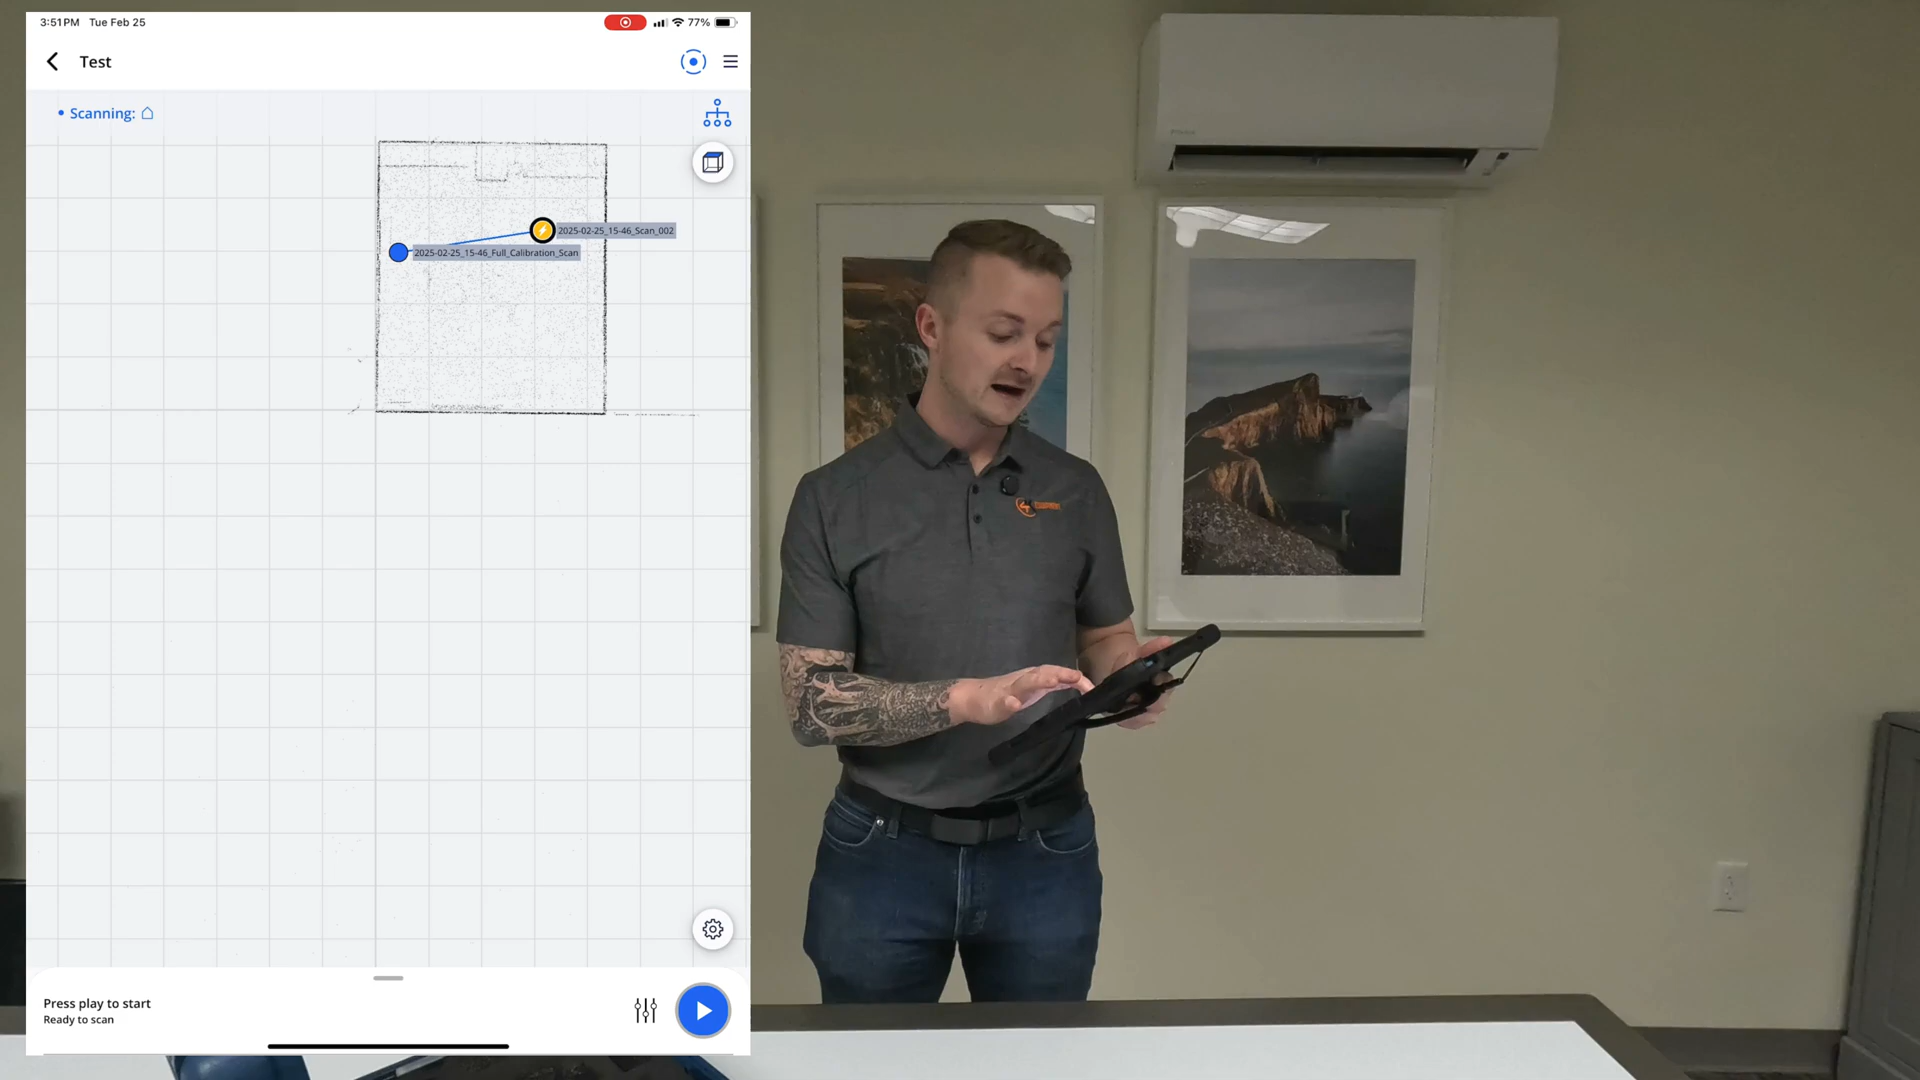 3:51 PM Tue Feb 25
77%
Test
• Scanning:
2025-02-25_15-46_Scan_002
2025-02-25_15-46_Full_Calibration_Scan
Press play to start
Ready to scan